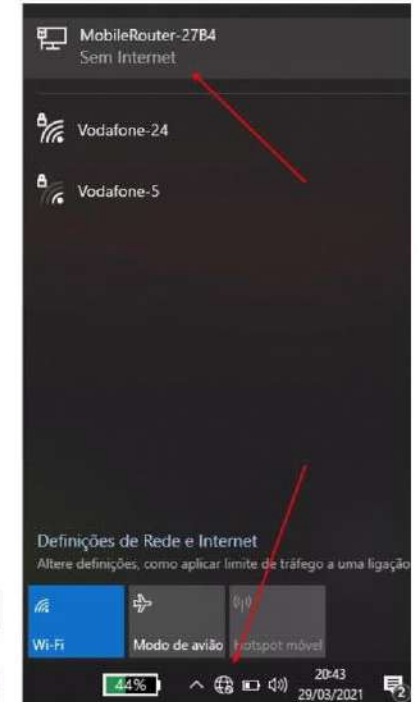 MobileRouter-27B4
Sem Internet
Vodafone-24
Vodafone-5
Definições de Rede e Internet
Altere definições, como aplicar limite de tráfego a uma ligação
Wi-Fi
Modo de avião
Hotspot móvel
44%
20:43
29/03/2021
2